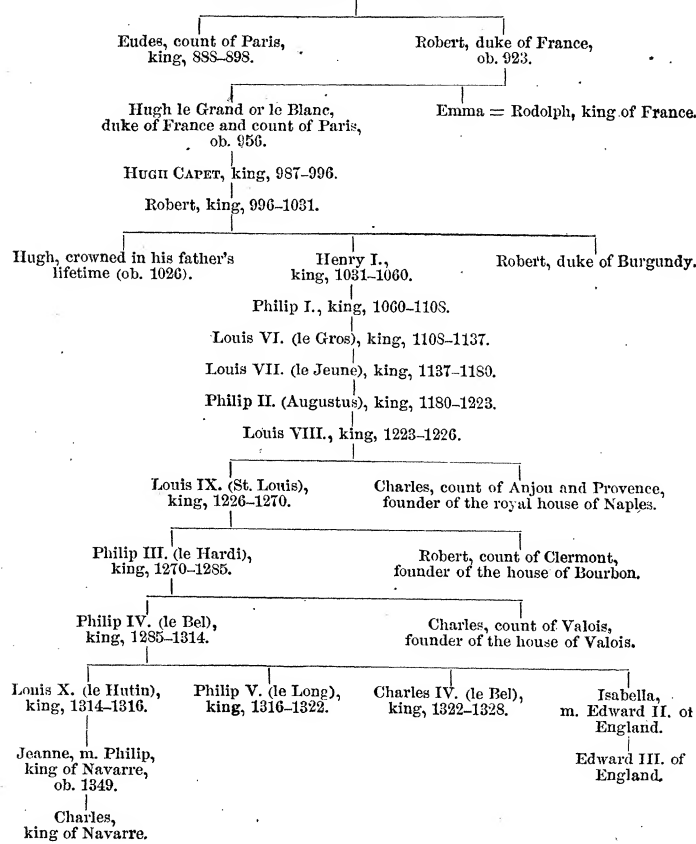 Eudes, count of Paris,
king, 888–898.
Robert, duke of France,
ob. 923.
Hugh le Grand or le Blanc,
duke of France and count of Paris,
ob. 956.
Emma = Rodolph, king of France.
HUGH CAPET, king, 987–996.
Robert, king, 996–1031.
Hugh, crowned in his father's
lifetime (ob. 1026).
Henry I.,
king, 1031–1060.
Robert, duke of Burgundy.
Philip I., king, 1060–1108.
Louis VI. (le Gros), king, 1108–1137.
Louis VII. (le Jeune), king, 1137–1180.
Philip II. (Augustus), king, 1180–1223.
Louis VIII., king, 1223–1226.
Louis IX. (St. Louis),
king, 1226–1270.
Charles, count of Anjou and Provence,
founder of the royal house of Naples.
Philip III. (le Hardi),
king, 1270–1285.
Robert, count of Clermont,
founder of the house of Bourbon.
Philip IV. (le Bel),
king, 1285–1314.
Charles, count of Valois,
founder of the house of Valois.
Louis X. (le Hutin),
king, 1314–1316.
Philip V. (le Long),
king, 1316–1322.
Charles IV. (le Bel),
king, 1322–1328.
Isabella,
m. Edward II. of
England.
Jeanne, m. Philip,
king of Navarre,
ob. 1349.
Edward III. of
England.
Charles,
king of Navarre.